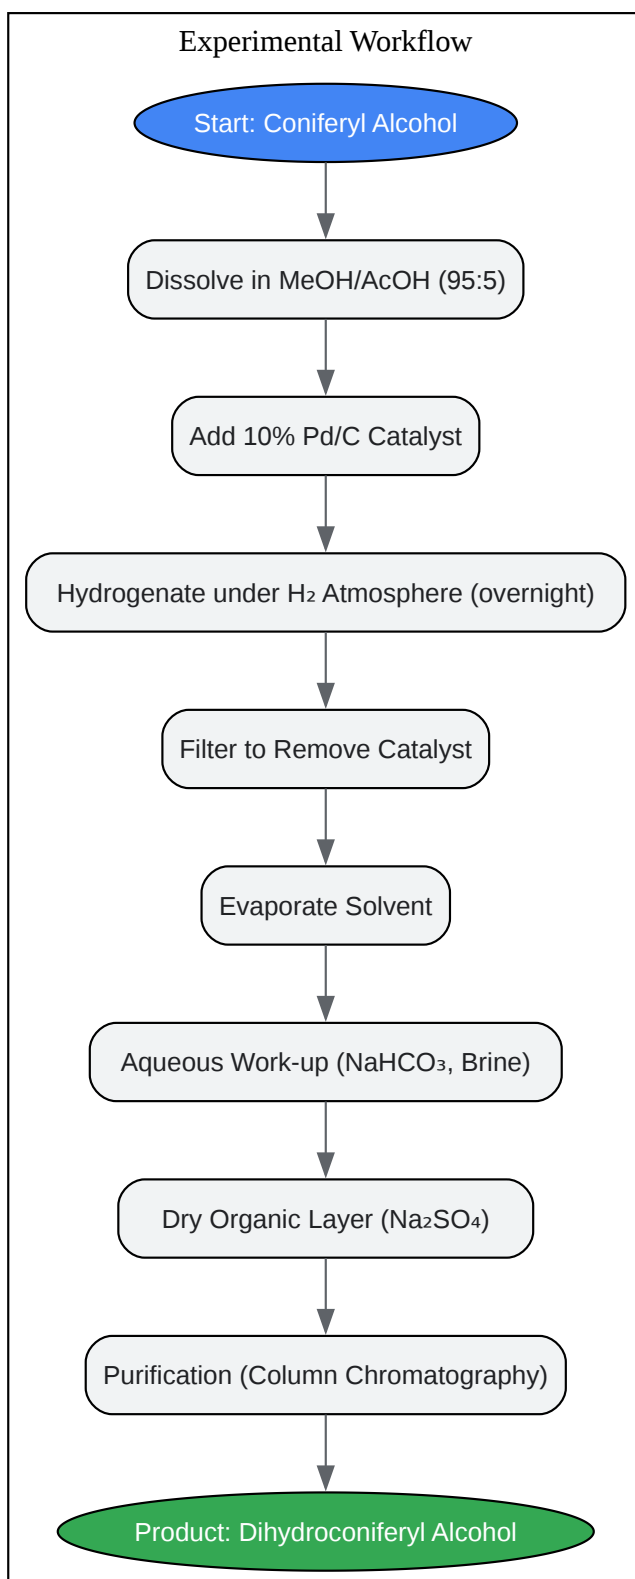 Experimental Workflow
Start: Coniferyl Alcohol
Dissolve in MeOH/AcOH (95:5)
Add 10% Pd/C Catalyst
Hydrogenate under H₂ Atmosphere (overnight)
Filter to Remove Catalyst
Evaporate Solvent
Aqueous Work-up (NaHCO₃, Brine)
Dry Organic Layer (Na₂SO₄)
Purification (Column Chromatography)
Product: Dihydroconiferyl Alcohol